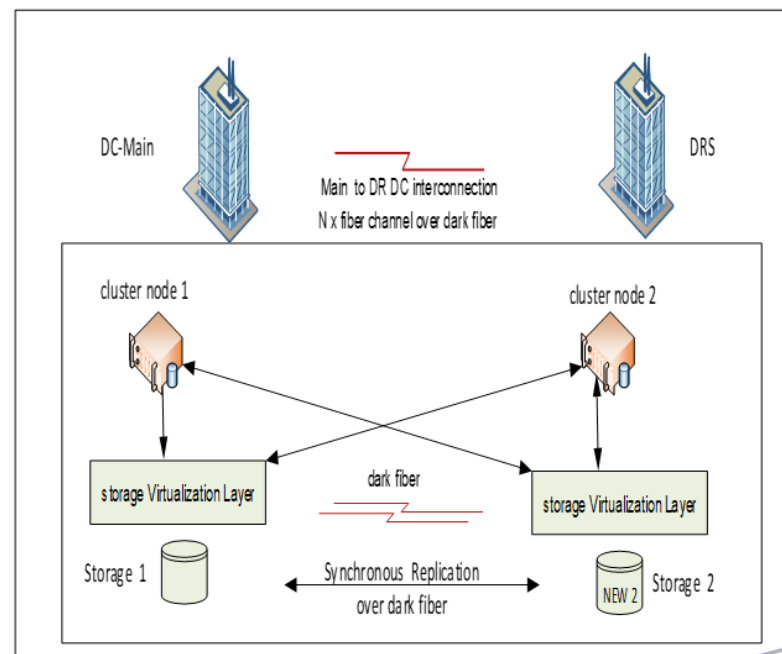 DC-Main
DRS
Main to DR DC interconnection
N x fiber channel over dark fiber
cluster node 1
cluster node 2
storage Virtualization Layer
dark fiber
storage Virtualization Layer
Storage 1
Synchronous Replication
over dark fiber
NEW 2
Storage 2